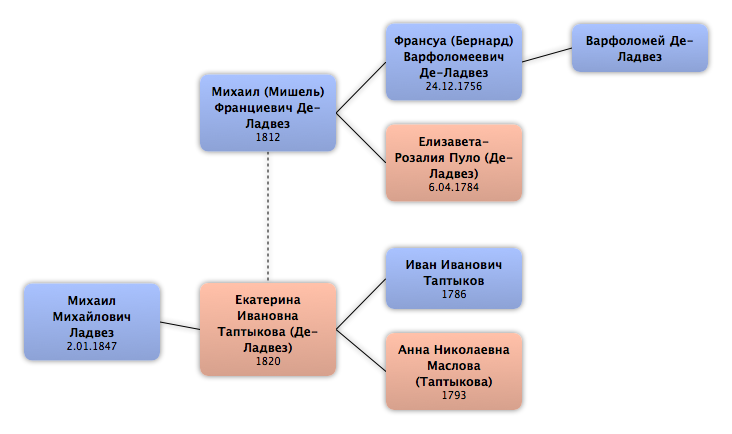 Франсуа (Бернард)
Варфоломеевич
Де-Ладвез
24.12.1756
Варфоломей Де-
Ладвез
Михаил (Мишель)
Францевич Де-
Ладвез
1812
Елизавета-
Розалия Пуло (Де-
Ладвез)
6.04.1784
Иван Иванович
Таптыков
1786
Михаил
Михайлович
Ладвез
2.01.1847
Екатерина
Ивановна
Таптыкова (Де-
Ладвез)
1820
Анна Николаевна
Маслова
(Таптыкова)
1793